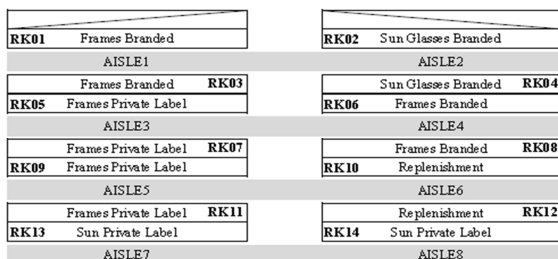 RK01 Frames Branded RK02 Sun Glasses Branded
AISLE1 AISLE2
Frames Branded RK03 Sun Glasses Branded RK04
RK05 Frames Private Label RK06 Frames Branded
AISLE3 AISLE4
Frames Private Label RK07 Frames Branded RK08
RK09 Frames Private Label RK10 Replenishment
AISLE5 AISLE6
Frames Private Label RK11 Replenishment RK12
RK13 Sun Private Label RK14 Sun Private Label
AISLE7 AISLE8